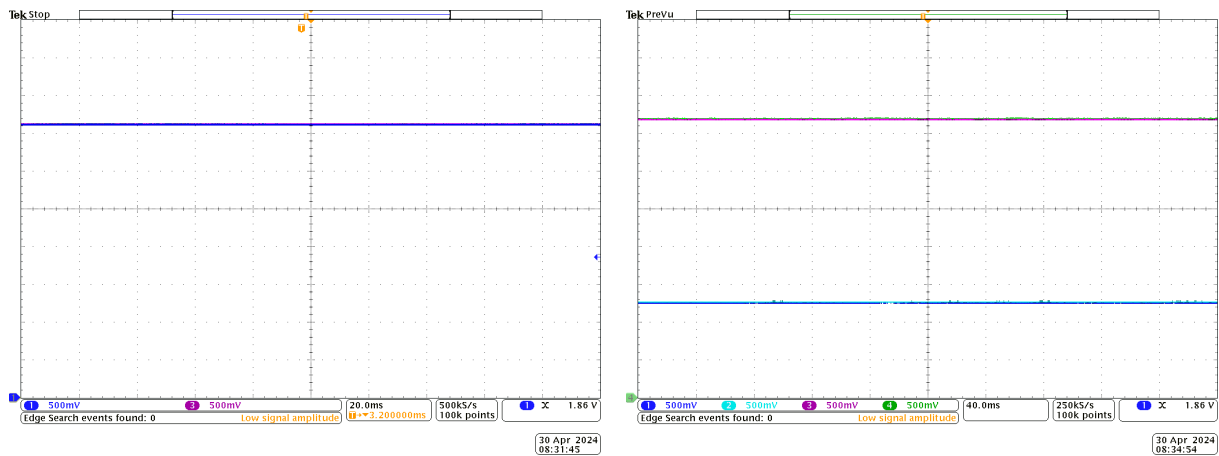 Tek Stop
T
T
1
1 500mV 3 500mV
Edge Search events found: 0 Low signal amplitude
20.0ms
T→▼3.200000ms
500kS/s
100k points
1 X 1.86 V
30 Apr 2024
08:31:45
Tek PreVu
T
4
1 500mV 2 500mV 3 500mV 4 500mV
Edge Search events found: 0 Low signal amplitude
40.0ms
250kS/s
100k points
1 X 1.86 V
30 Apr 2024
08:34:54